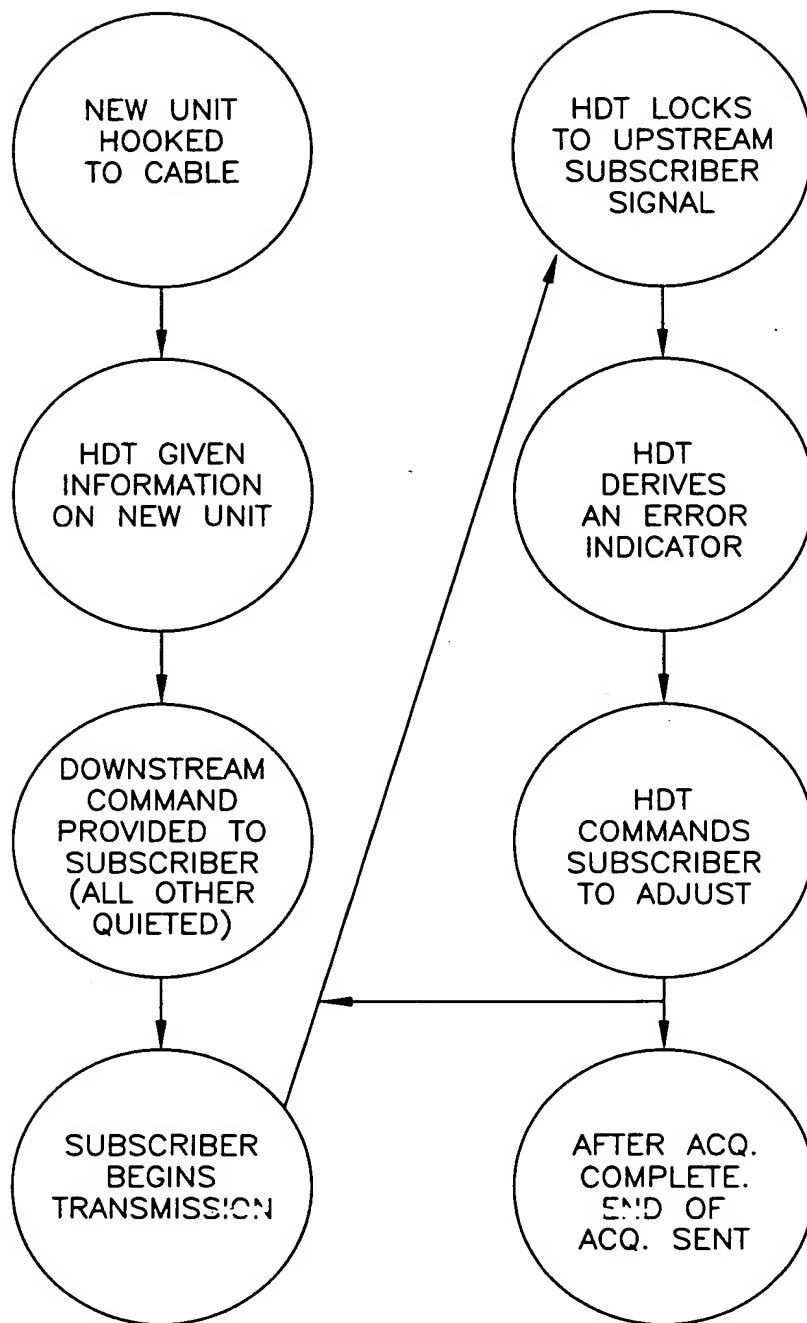 NEW UNIT
HOOKED
TO CABLE
HDT GIVEN
INFORMATION
ON NEW UNIT
DOWNSTREAM
COMMAND
PROVIDED TO
SUBSCRIBER
(ALL OTHER
QUIETED)
SUBSCRIBER
BEGINS
TRANSMISSION
HDT LOCKS
TO UPSTREAM
SUBSCRIBER
SIGNAL
HDT
DERIVES
AN ERROR
INDICATOR
HDT
COMMANDS
SUBSCRIBER
TO ADJUST
AFTER ACQ.
COMPLETE.
END OF
ACQ. SENT